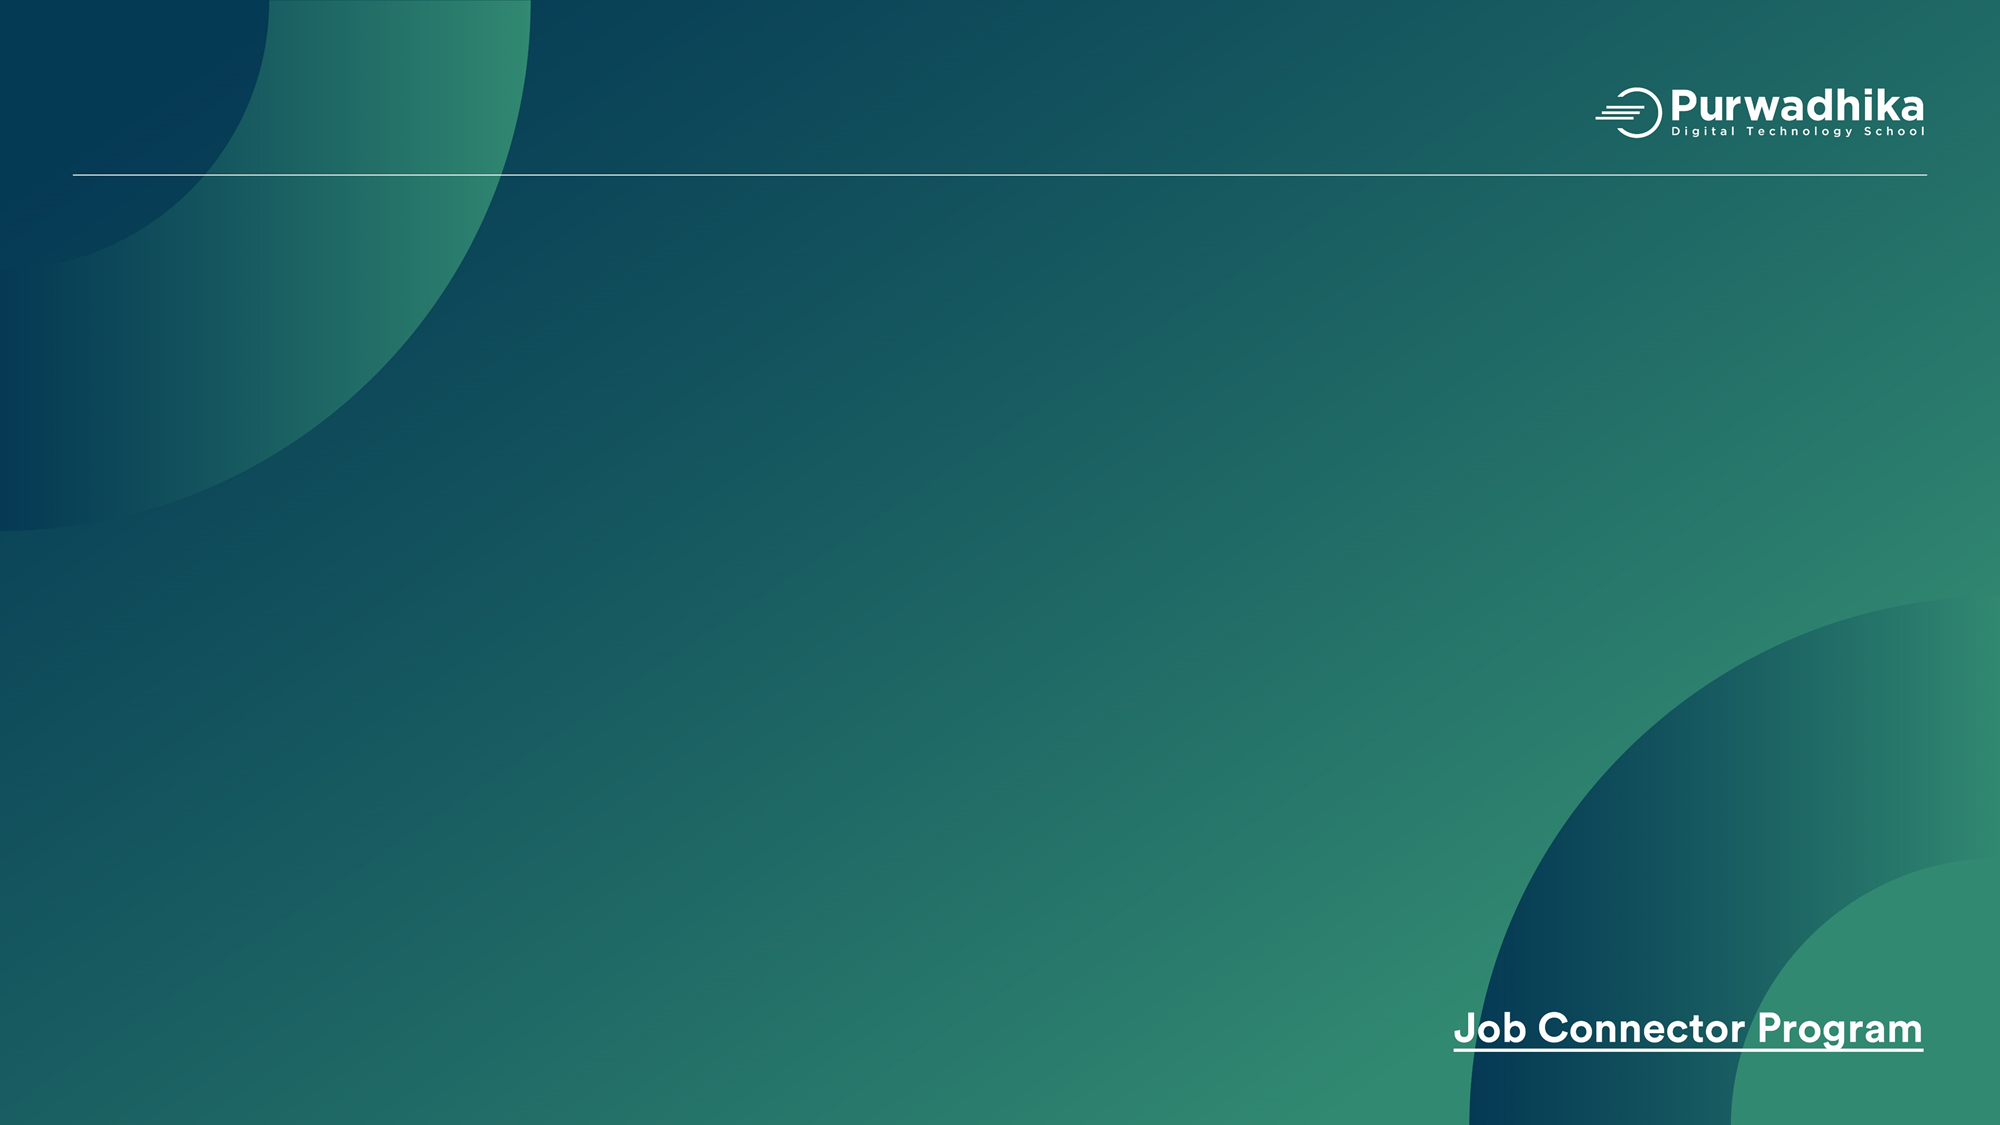 Purwadhika
Digital Technology School
Job Connector Program